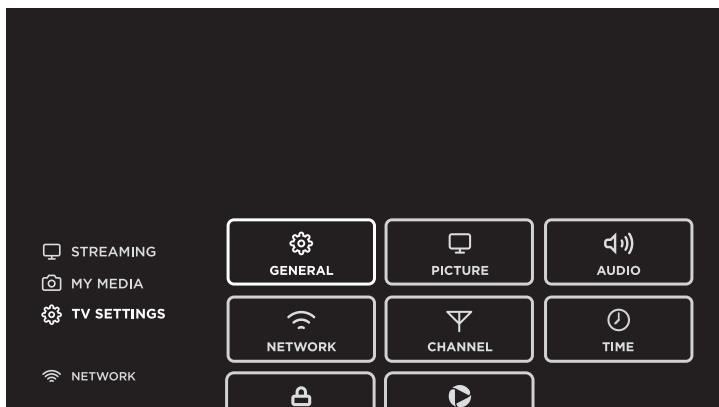 STREAMING
MY MEDIA
TV SETTINGS
NETWORK
GENERAL
PICTURE
AUDIO
NETWORK
CHANNEL
TIME